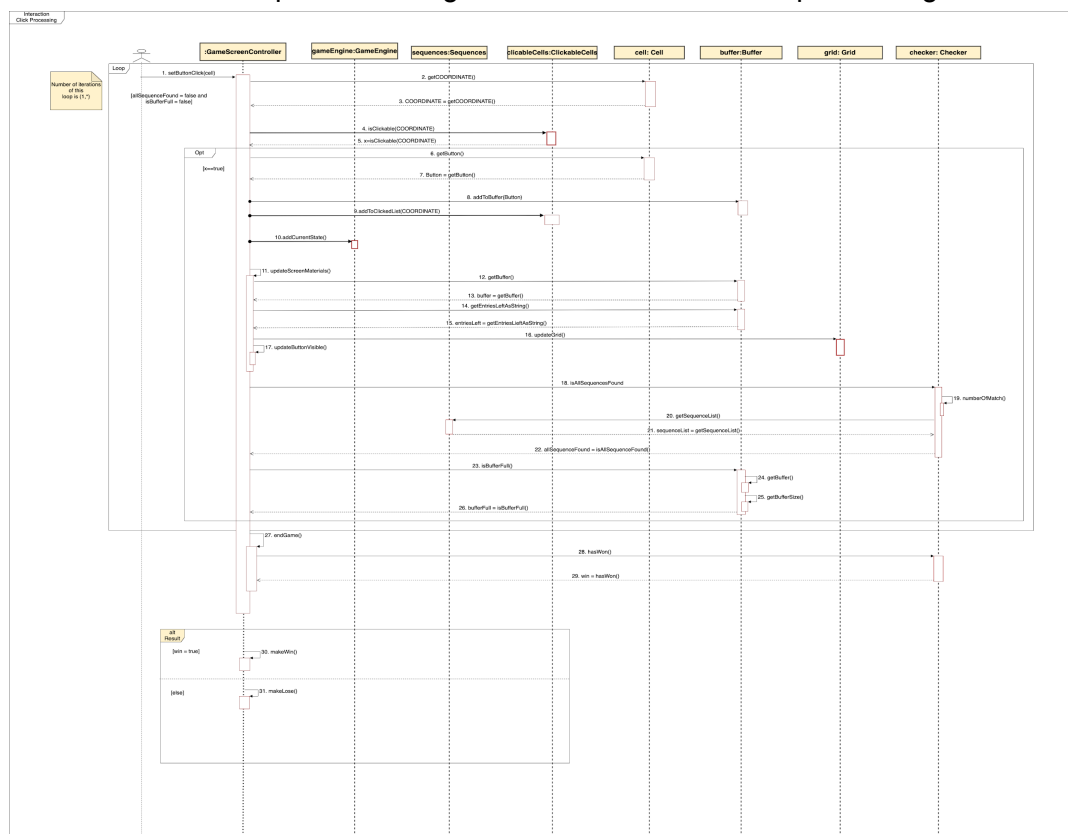 Interaction
Click Processing
:GameScreenController
gameEngine:GameEngine
sequences:Sequences
clicableCells:ClickableCells
cell: Cell
buffer:Buffer
grid: Grid
checker: Checker
Loop
Number of iterations
of this
loop is (1,*)
[allSequenceFound = false and
isBufferFull = false]
1. setButtonClick(cell)
2. getCOORDINATE()
3. COORDINATE = getCOORDINATE()
4. isClickable(COORDINATE)
5. x=isClickable(COORDINATE)
Opt
[x==true]
6. getButton()
7. Button = getButton()
8. addToBuffer(Button)
9.addToClickedList(COORDINATE)
10.addCurrentState()
11. updateScreenMaterials()
12. getBuffer()
13. buffer = getBuffer()
14. getEntriesLeftAsString()
15. entriesLeft = getEntriesLeftAsString()
16. updateGrid()
17. updateButtonVisible()
18. isAllSequencesFound
19. numberOfMatch()
20. getSequenceList()
21. sequenceList = getSequenceList()
22. allSequenceFound = isAllSequenceFound()
23. isBufferFull()
24. getBuffer()
25. getBufferSize()
26. bufferFull = isBufferFull()
27. endGame()
28. hasWon()
29. win = hasWon()
alt
Result
[win = true]
30. makeWin()
[else]
31. makeLose()